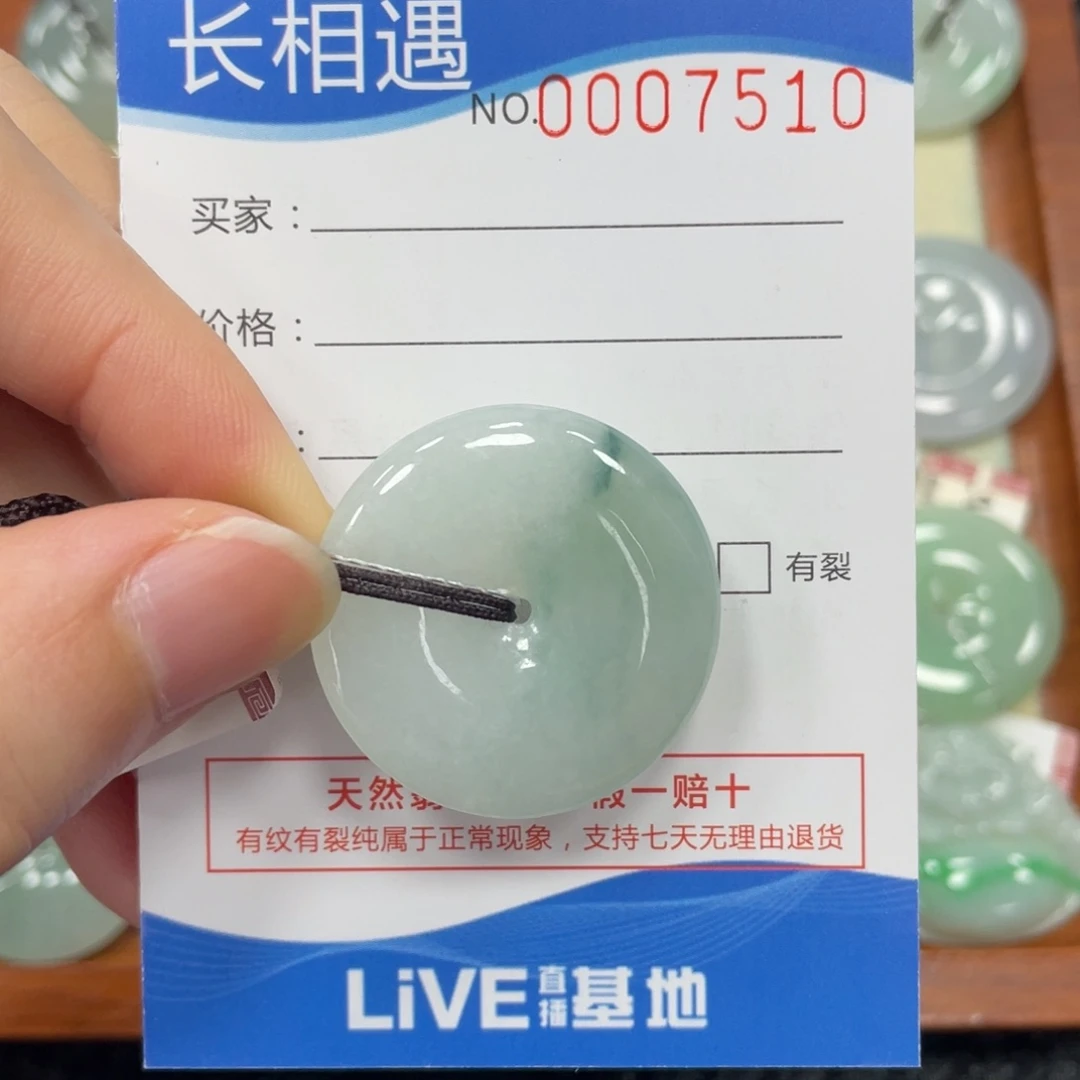 长相遇
NO.0007510
买家：
价格：
：
有裂
天然翡 假一赔十
有纹有裂纯属于正常现象，支持七天无理由退货
LiVE直播基地